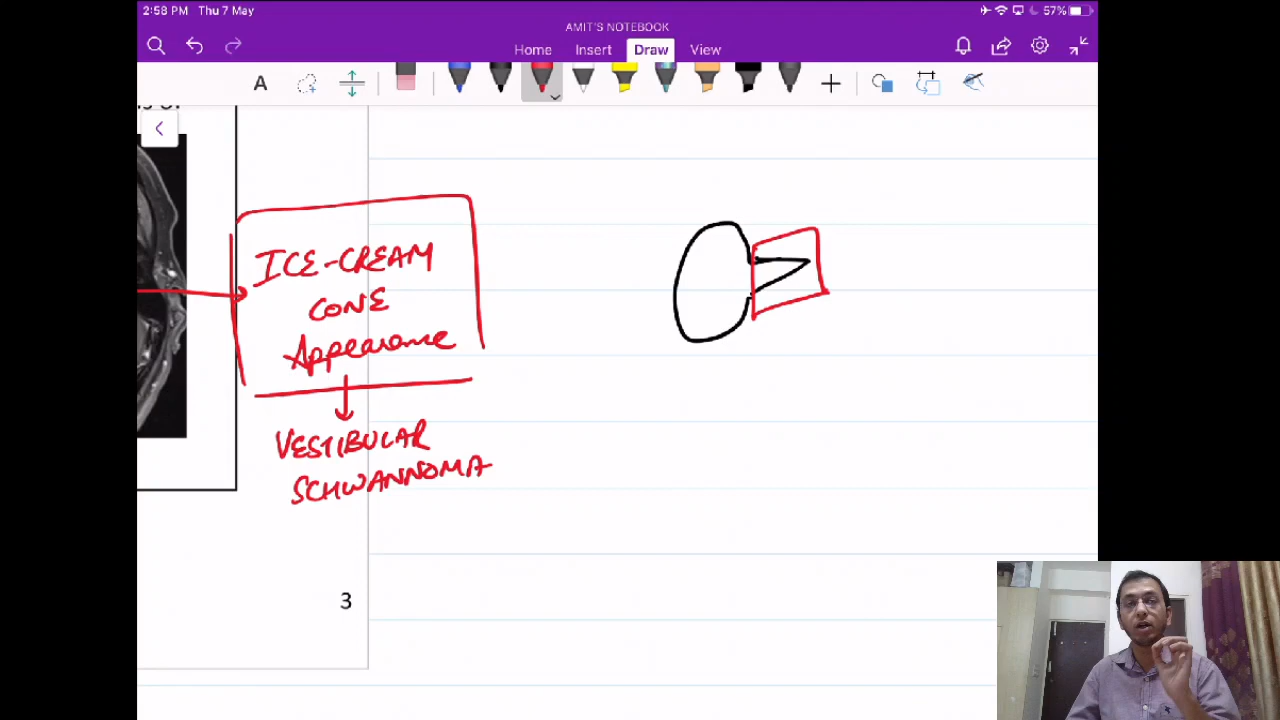 2:58 PM Thu 7 May
57%
AMIT'S NOTEBOOK
Home Insert Draw View
A
ICE-CREAM
CONE
Appearance
VESTIBULAR
SCHWANNOMA
3